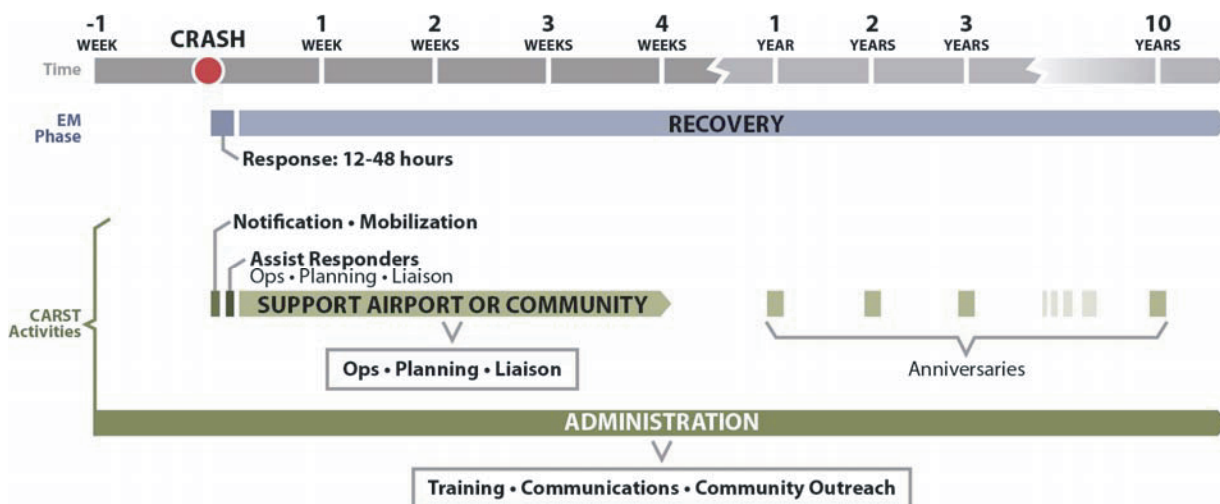 -1
WEEK
CRASH
1
WEEK
2
WEEKS
3
WEEKS
4
WEEKS
1
YEAR
2
YEARS
3
YEARS
10
YEARS
Time
EM
Phase
RECOVERY
Response: 12-48 hours
Notification • Mobilization
Assist Responders
Ops • Planning • Liaison
CARST
Activities
SUPPORT AIRPORT OR COMMUNITY
Ops • Planning • Liaison
Anniversaries
ADMINISTRATION
Training • Communications • Community Outreach